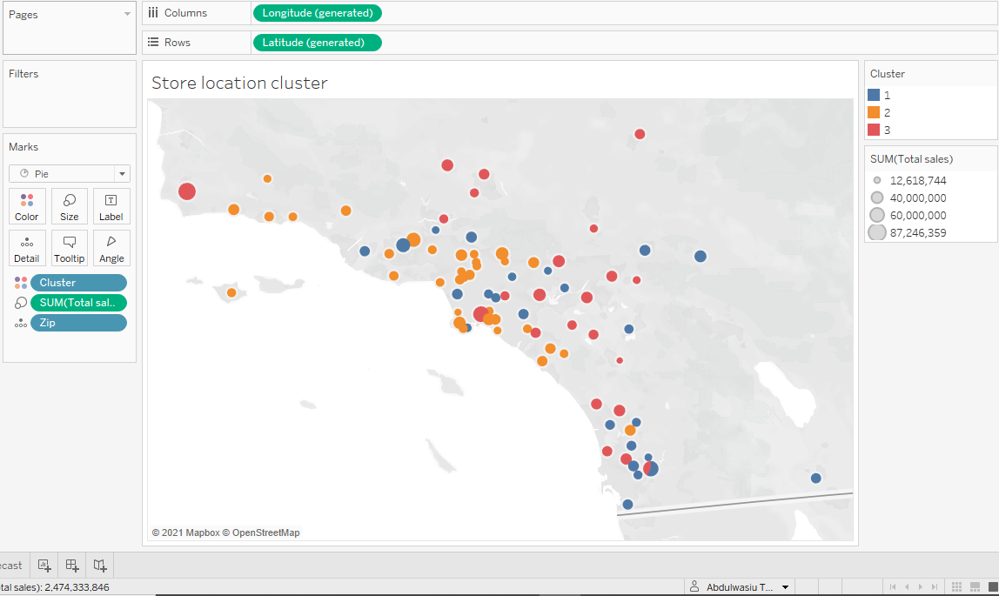 Pages
Columns
Longitude (generated)
Rows
Latitude (generated)
Filters
Marks
Pie
Color
Size
Label
Detail
Tooltip
Angle
Cluster
SUM(Total sal..
Zip
Store location cluster
© 2021 Mapbox © OpenStreetMap
Cluster
1
2
3
SUM(Total sales)
12,618,744
40,000,000
60,000,000
87,246,359
ecast
tal sales): 2,474,333,846
Abdulwasiu T...